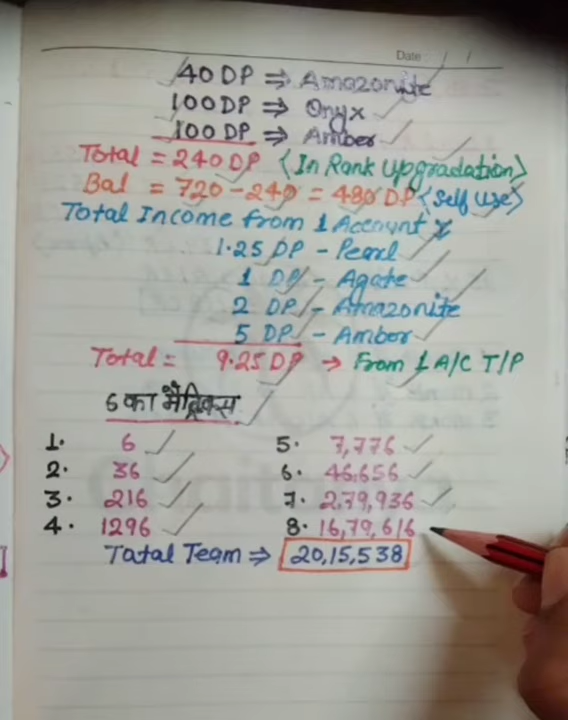 Date : / /
40 DP ⇒ Amazonite
100 DP ⇒ Onyx
100 DP ⇒ Amber
Total = 240 DP (In Rank Upgradation)
Bal = 720 - 240 = 480 DP (Self Use)
Total Income from 1 Account
1.25 DP - Pearl
1 DP - Agate
2 DP - Amazonite
5 DP - Amber
Total = 9.25 DP → From 1 A/C T/P
6 का मैट्रिक्स
1. 6
2. 36
3. 216
4. 1296
5. 7,776
6. 46,656
7. 2,79,936
8. 16,79,616
Tatal Team ⇒ 20,15,538